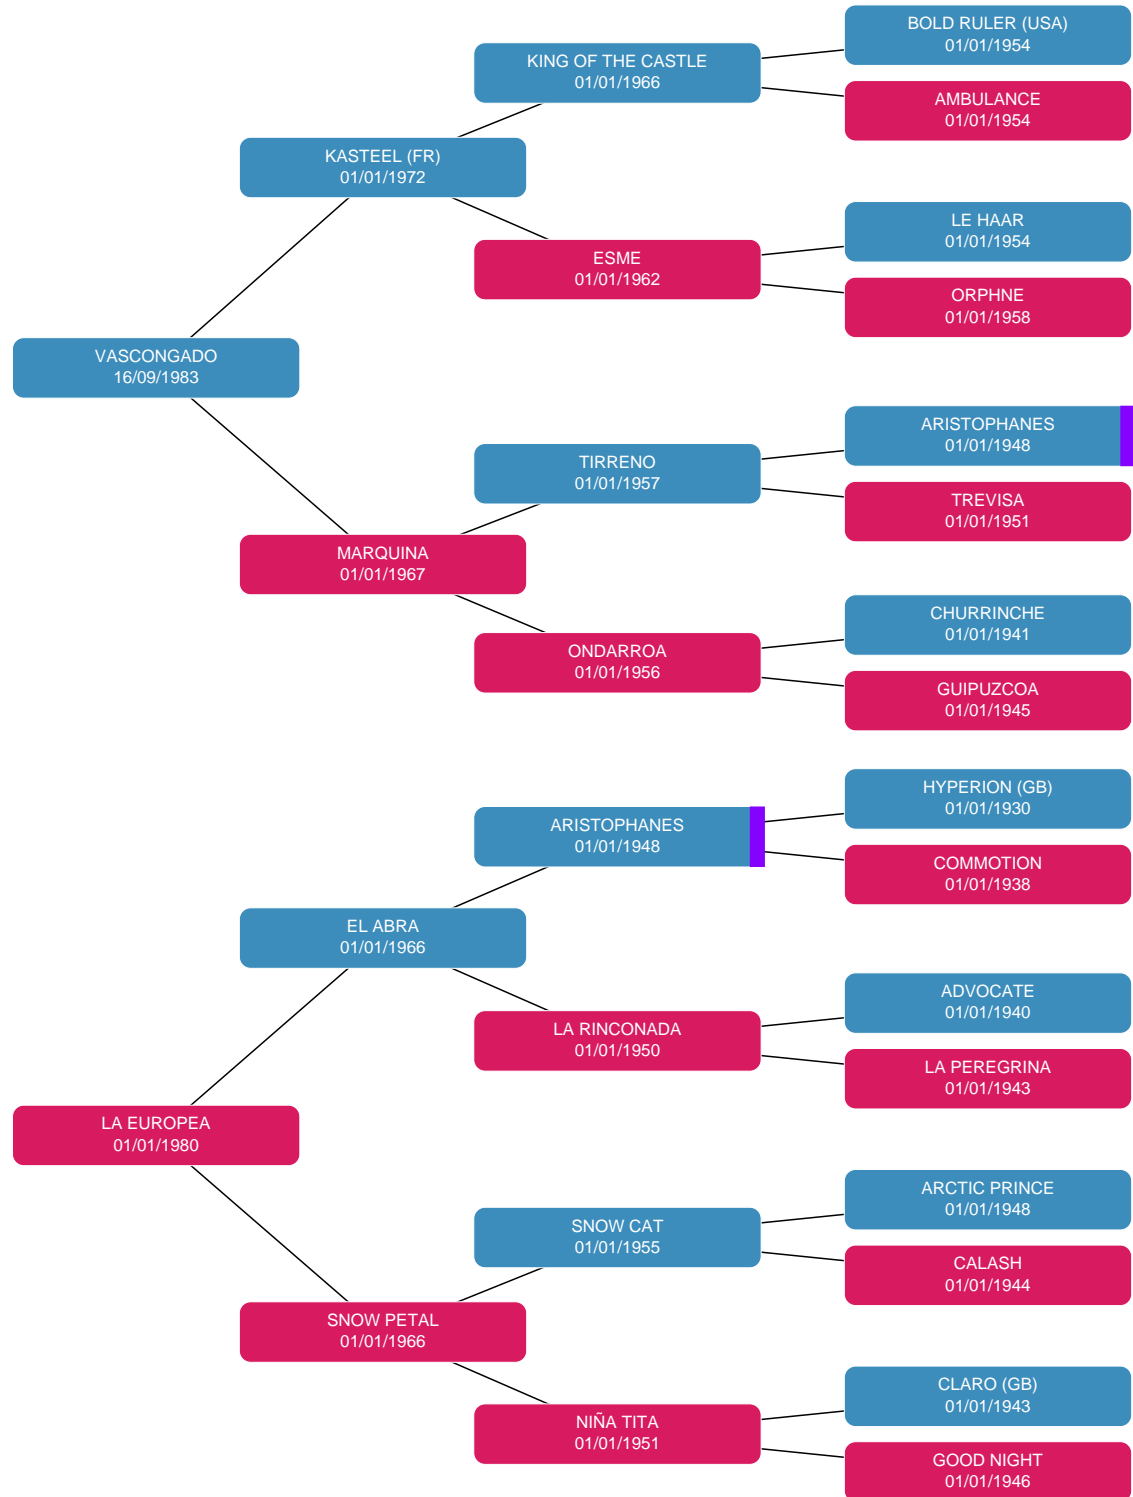 BOLD RULER (USA)
01/01/1954
KING OF THE CASTLE
01/01/1966
AMBULANCE
01/01/1954
KASTEEL (FR)
01/01/1972
LE HAAR
01/01/1954
ESME
01/01/1962
ORPHNE
01/01/1958
VASCONGADO
16/09/1983
ARISTOPHANES
01/01/1948
TIRRENO
01/01/1957
TREVISA
01/01/1951
MARQUINA
01/01/1967
CHURRINCHE
01/01/1941
ONDARROA
01/01/1956
GUIPUZCOA
01/01/1945
HYPERION (GB)
01/01/1930
ARISTOPHANES
01/01/1948
COMMOTION
01/01/1938
EL ABRA
01/01/1966
ADVOCATE
01/01/1940
LA RINCONADA
01/01/1950
LA PEREGRINA
01/01/1943
LA EUROPEA
01/01/1980
ARCTIC PRINCE
01/01/1948
SNOW CAT
01/01/1955
CALASH
01/01/1944
SNOW PETAL
01/01/1966
CLARO (GB)
01/01/1943
NIÑA TITA
01/01/1951
GOOD NIGHT
01/01/1946